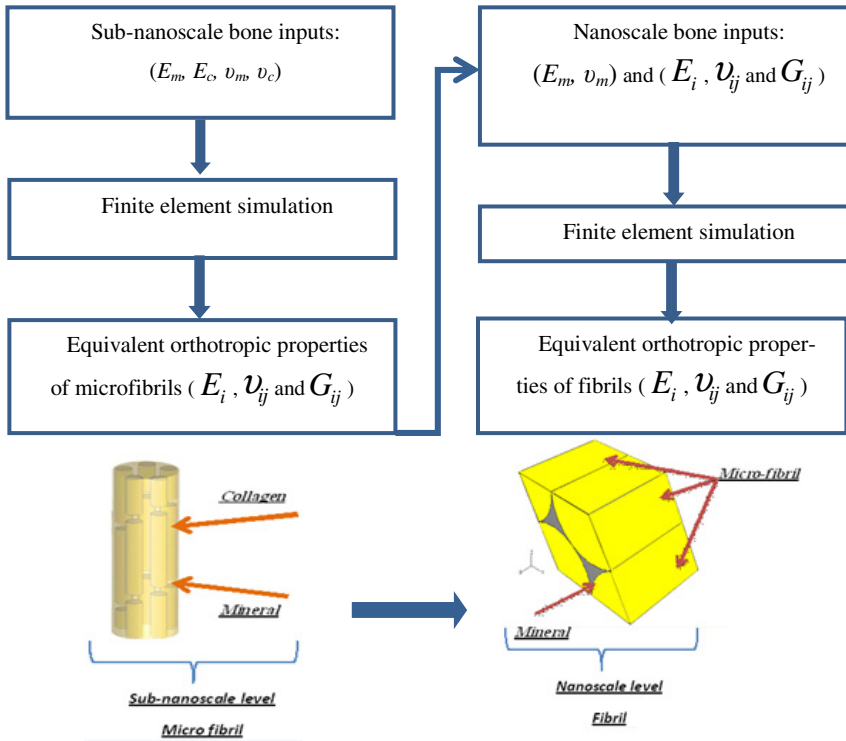 Sub-nanoscale bone inputs:
(Em, Ec, υm, υc)
Finite element simulation
Equivalent orthotropic properties
of microfibrils ( Ei , υij and Gij )
Nanoscale bone inputs:
(Em, υm) and ( Ei , υij and Gij )
Finite element simulation
Equivalent orthotropic proper-
ties of fibrils ( Ei , υij and Gij )
Collagen
Mineral
Sub-nanoscale level
Micro fibril
Micro-fibril
Mineral
Nanoscale level
Fibril